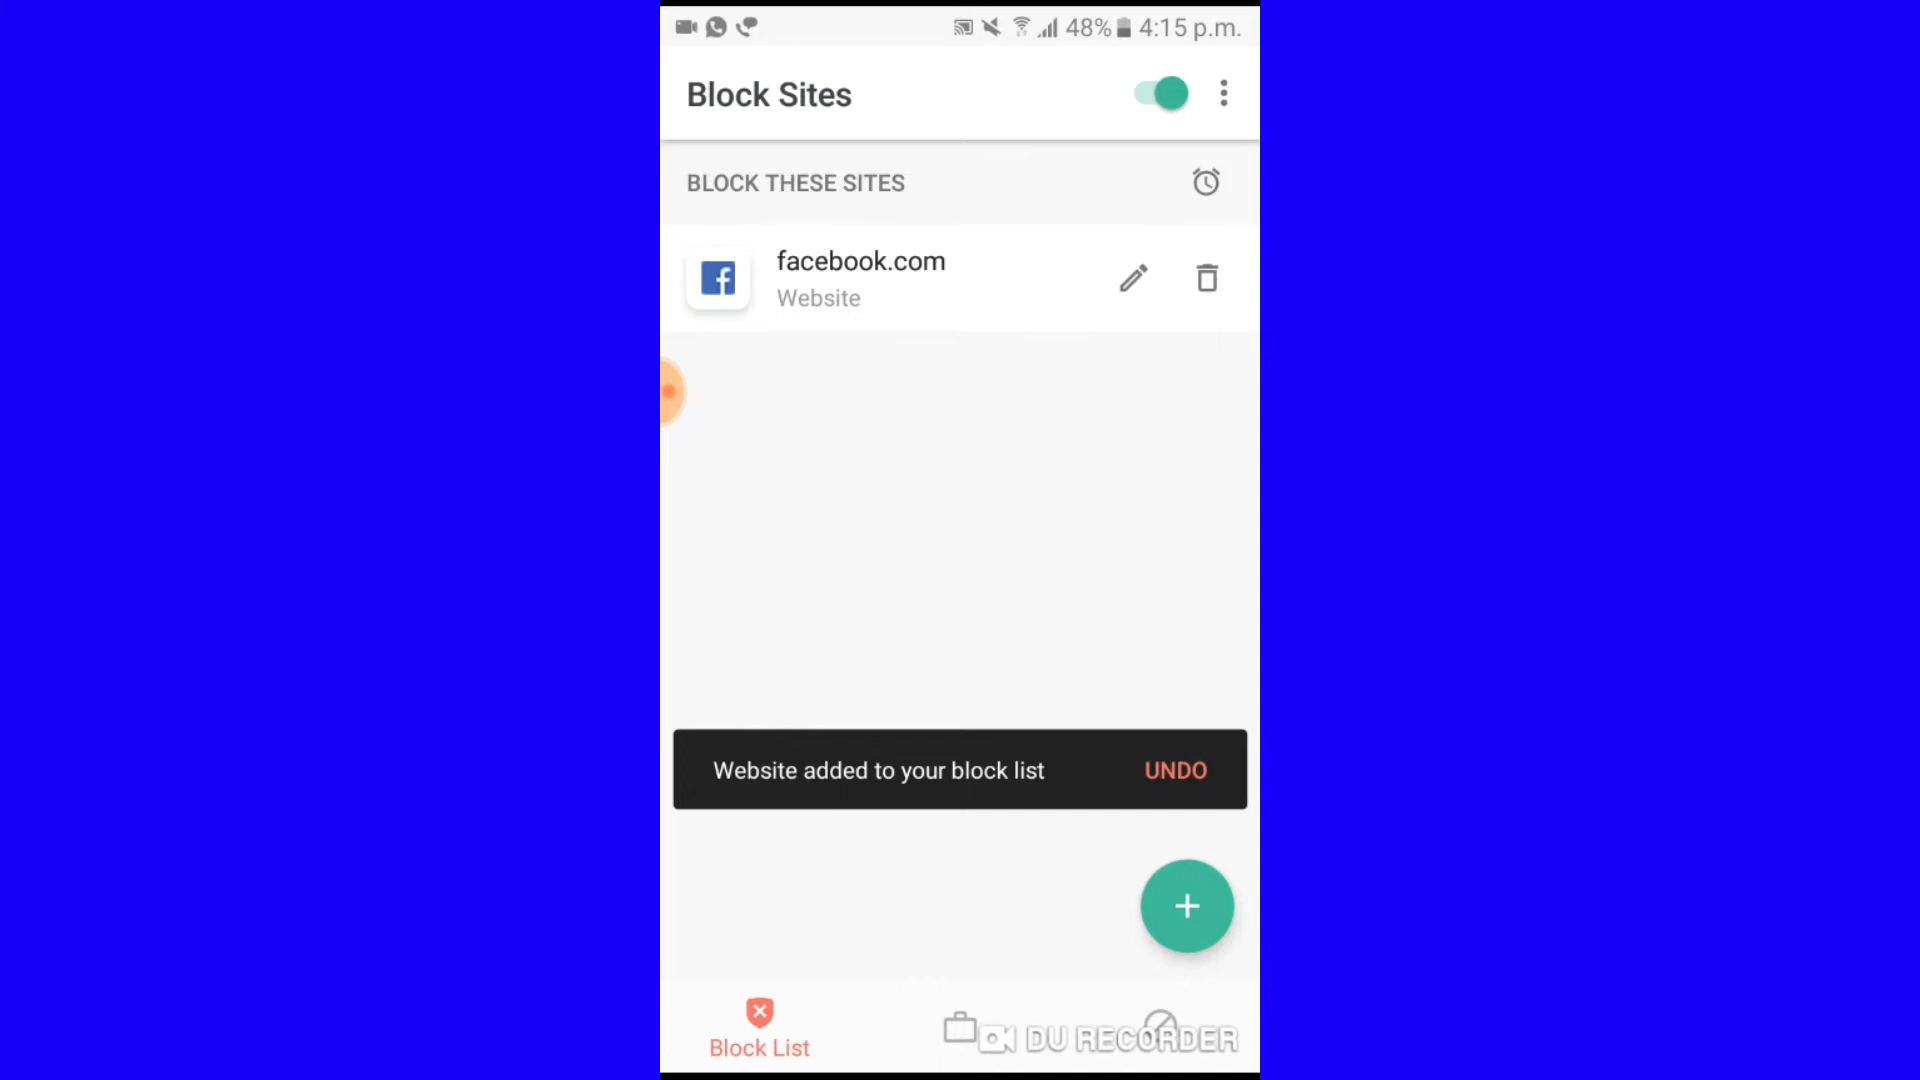 48% 4:15 p.m.
Block Sites
BLOCK THESE SITES
facebook.com
Website
Website added to your block list UNDO
Block List
DU RECORDER